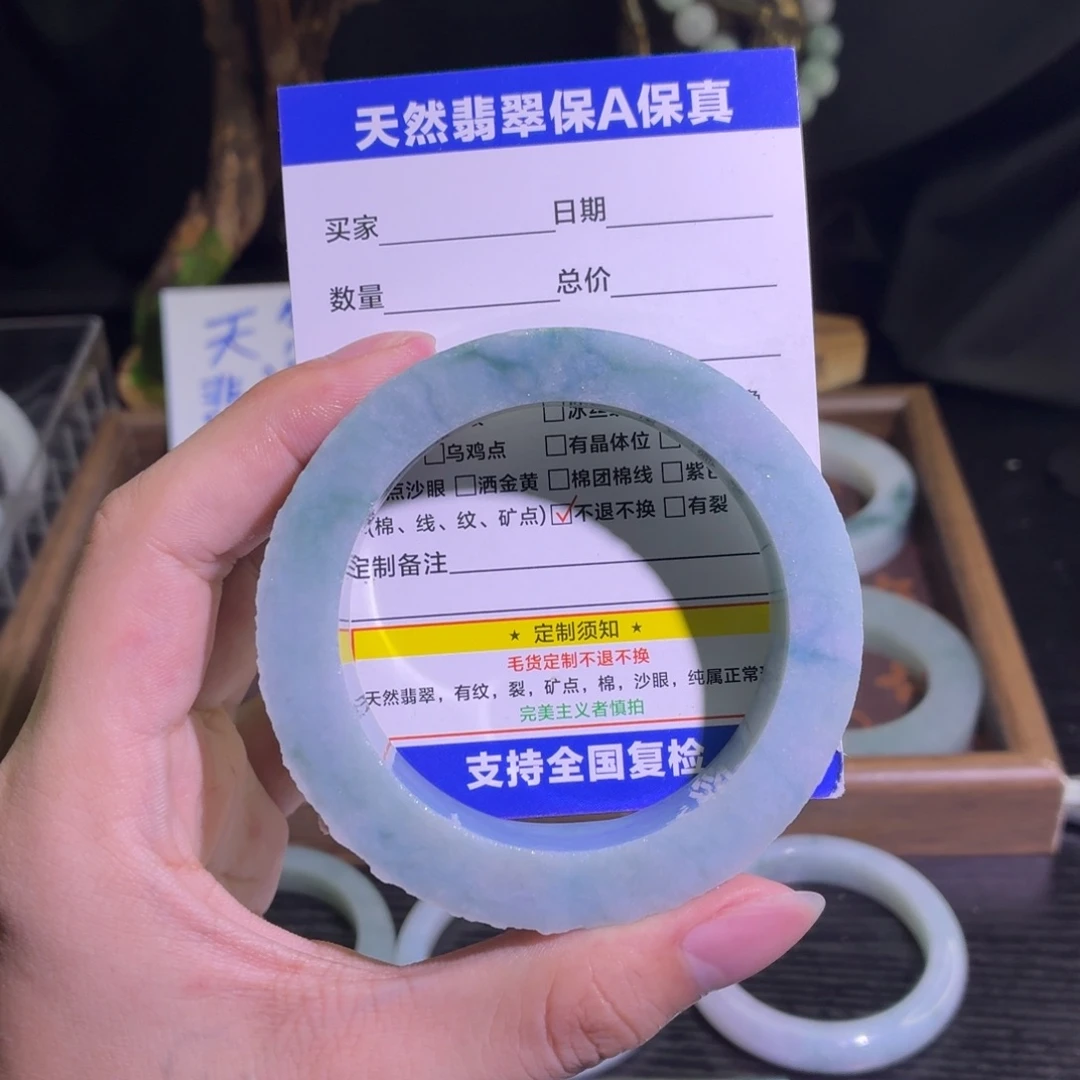 天然翡翠保A保真
买家 日期
数量 总价
乌鸡点 □有晶体位
点沙眼 □洒金黄 □棉团棉线 □紫
(棉、线、纹、矿点) ☑不退不换 □有裂
定制备注
★ 定制须知 ★
毛货定制不退不换
天然翡翠，有纹，裂，矿点，棉，沙眼，纯属正常
完美主义者慎拍
支持全国复检
天
翡